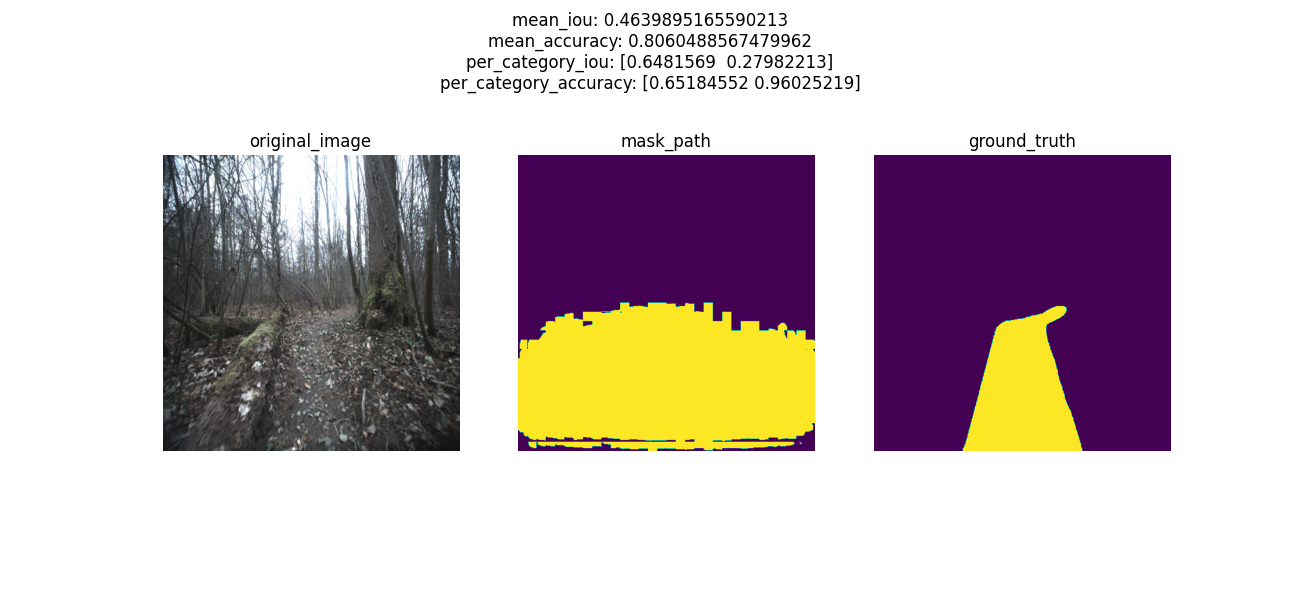 mean_iou: 0.4639895165590213
mean_accuracy: 0.8060488567479962
per_category_iou: [0.6481569  0.27982213]
per_category_accuracy: [0.65184552 0.96025219]
original_image
mask_path
ground_truth